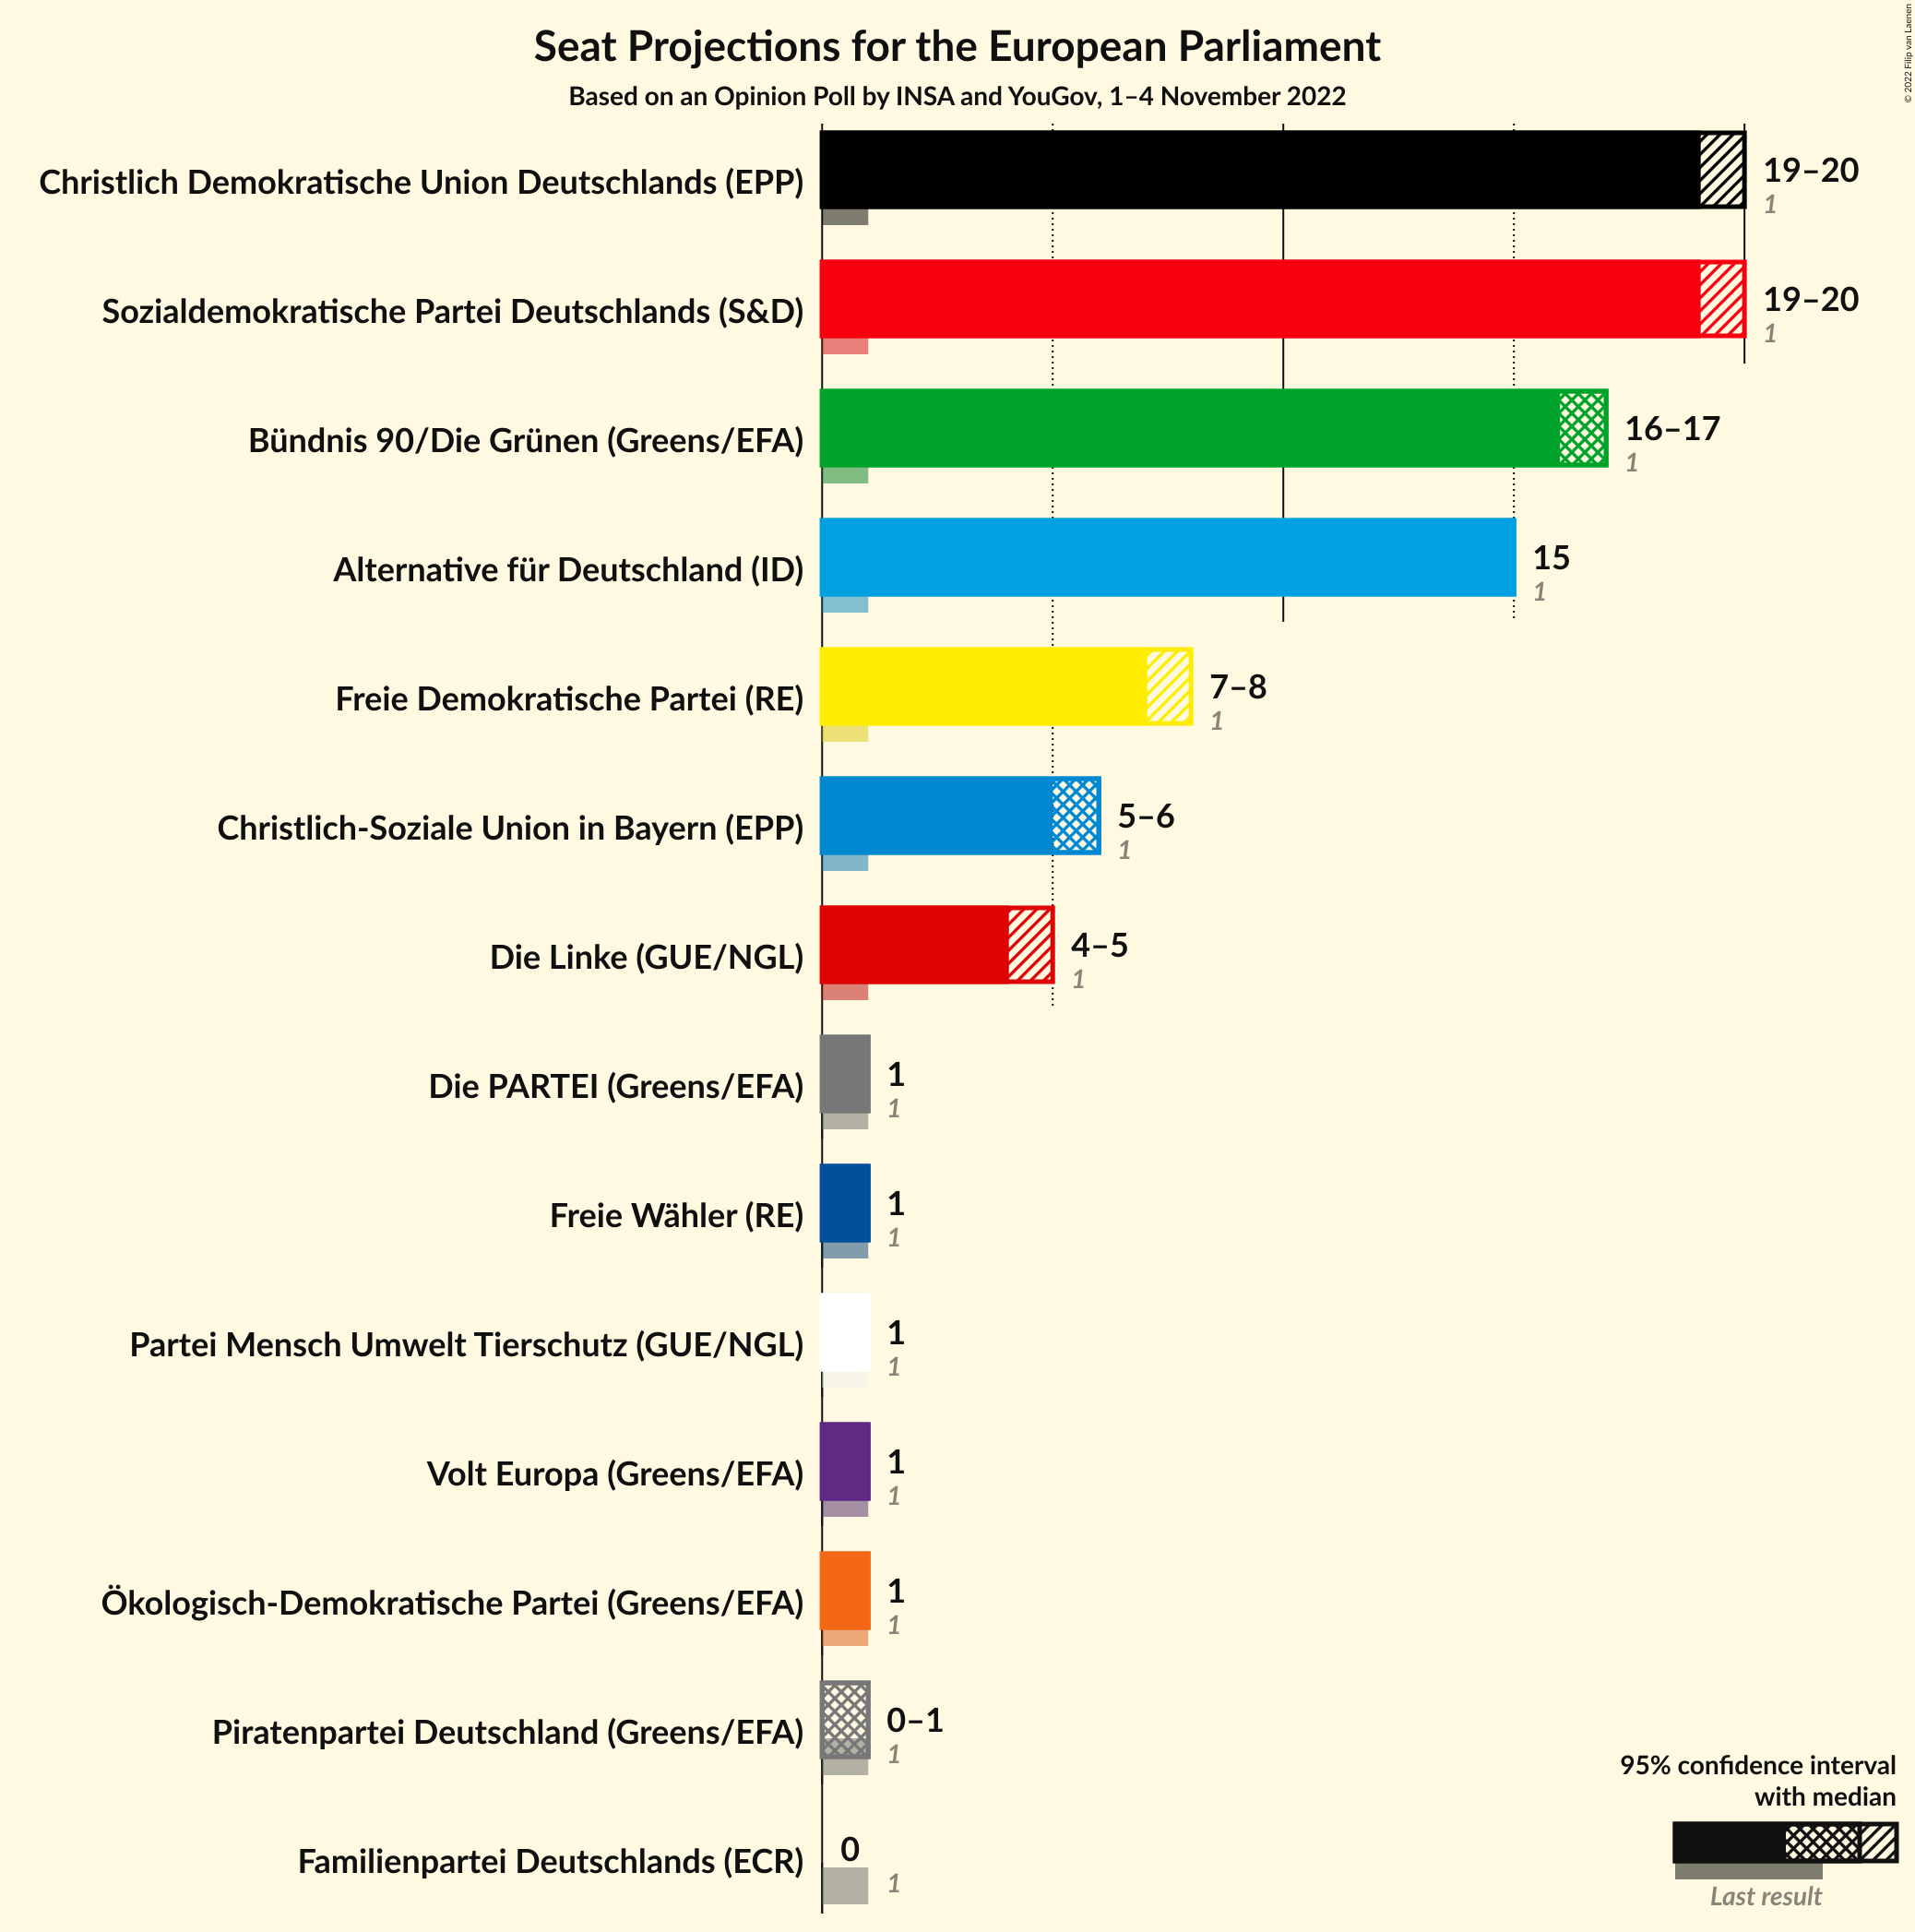 Seat Projections for the European Parliament
Based on an Opinion Poll by INSA and YouGov, 1–4 November 2022
© 2022 Filip van Laenen
Christlich Demokratische Union Deutschlands (EPP)
19–20
1
Sozialdemokratische Partei Deutschlands (S&D)
19–20
1
Bündnis 90/Die Grünen (Greens/EFA)
16–17
1
Alternative für Deutschland (ID)
15
1
Freie Demokratische Partei (RE)
7–8
1
Christlich-Soziale Union in Bayern (EPP)
5–6
1
Die Linke (GUE/NGL)
4–5
1
Die PARTEI (Greens/EFA)
1
1
Freie Wähler (RE)
1
1
Partei Mensch Umwelt Tierschutz (GUE/NGL)
1
1
Volt Europa (Greens/EFA)
1
1
Ökologisch-Demokratische Partei (Greens/EFA)
1
1
Piratenpartei Deutschland (Greens/EFA)
0–1
1
Familienpartei Deutschlands (ECR)
0
1
95% confidence interval
with median
Last result